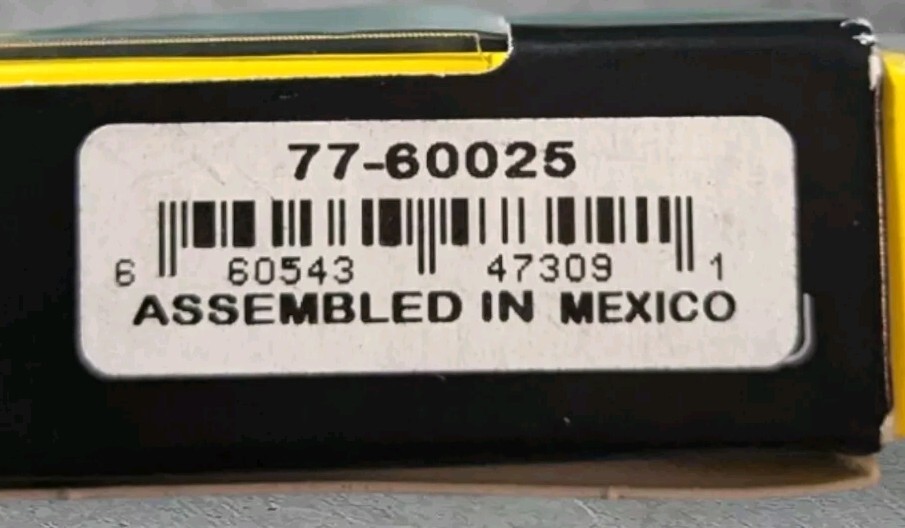 77-60025
6 60543 47309 1
ASSEMBLED IN MEXICO